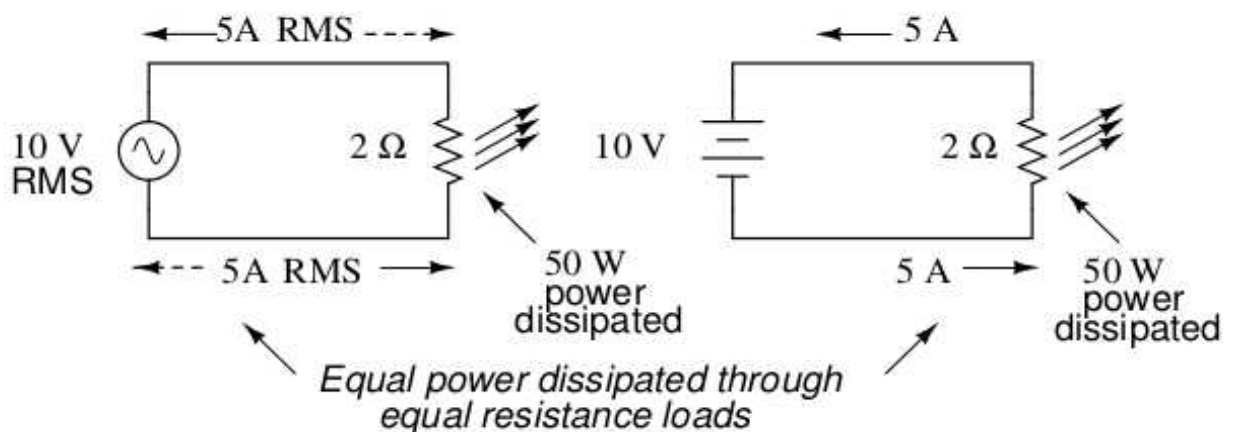 5A RMS
5 A
10 V
RMS
2 Ω
10 V
2 Ω
5A RMS
50 W
power
dissipated
5 A
50 W
power
dissipated
Equal power dissipated through
equal resistance loads